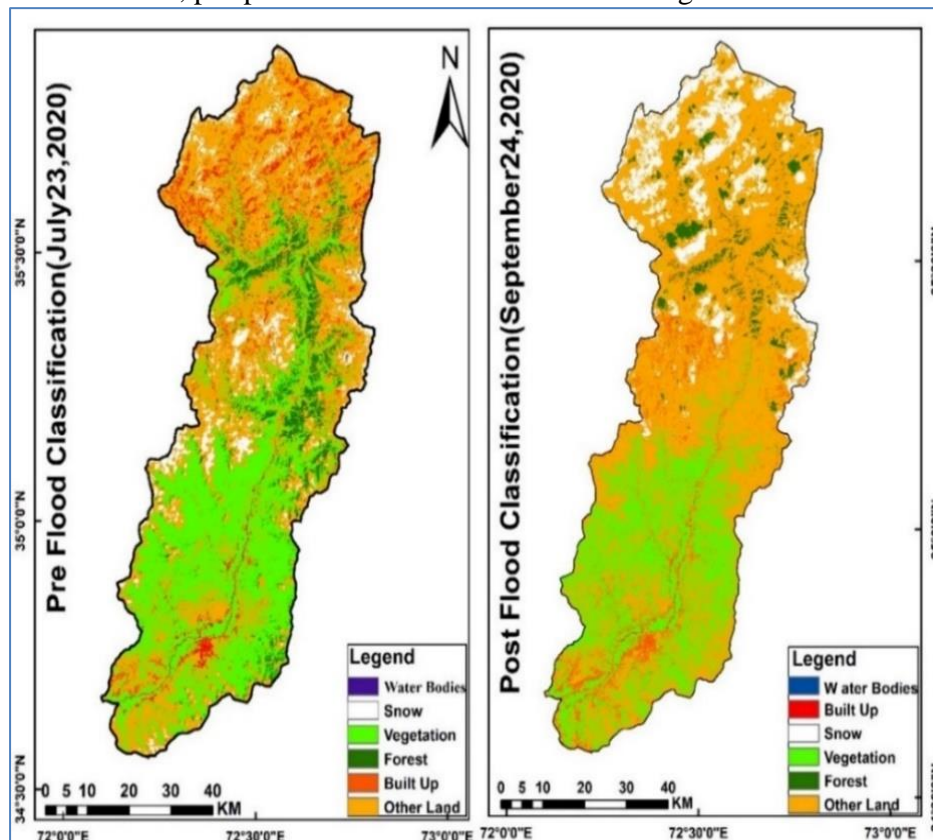 Pre Flood Classification(July23,2020)
N
35°30'0"N
35°0'0"N
34°30'0"N
Legend
Water Bodies
Snow
Vegetation
Forest
Built Up
Other Land
0 5 10 20 30 40
KM
72°0'0"E 72°30'0"E 73°0'0"E
Post Flood Classification(September24,2020)
Legend
W ater Bodies
Built Up
Snow
Vegetation
Forest
Other Land
0 5 10 20 30 40
KM
72°0'0"E 72°30'0"E 73°0'0"E